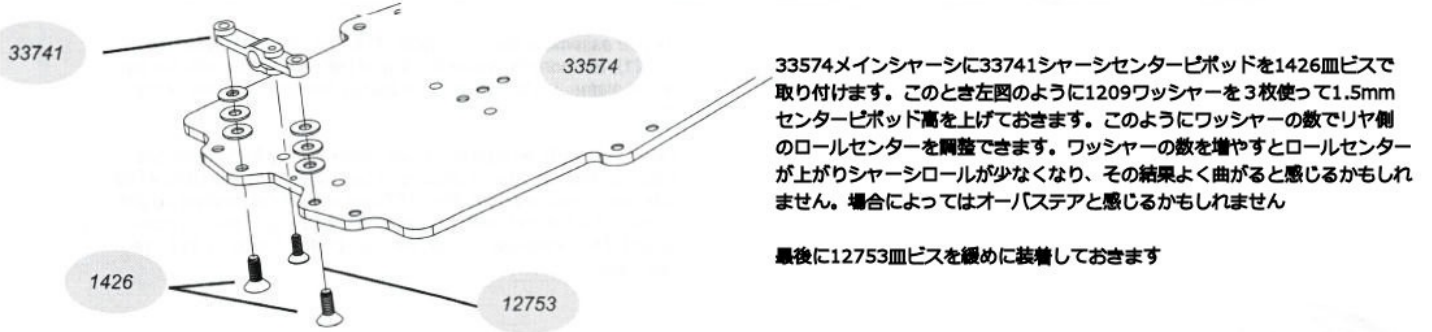 33741
33574
1426
12753
33574メインシャーシに33741シャーシセンターピボッドを1426皿ビスで
取り付けます。このとき左図のように1209ワッシャーを３枚使って1.5mm
センターピボッド高を上げておきます。このようにワッシャーの数でリヤ側
のロールセンターを調整できます。ワッシャーの数を増やすとロールセンター
が上がりシャーシロールが少なくなり、その結果よく曲がると感じるかもしれ
ません。場合によってはオーバステアと感じるかもしれません
最後に12753皿ビスを緩めに装着しておきます